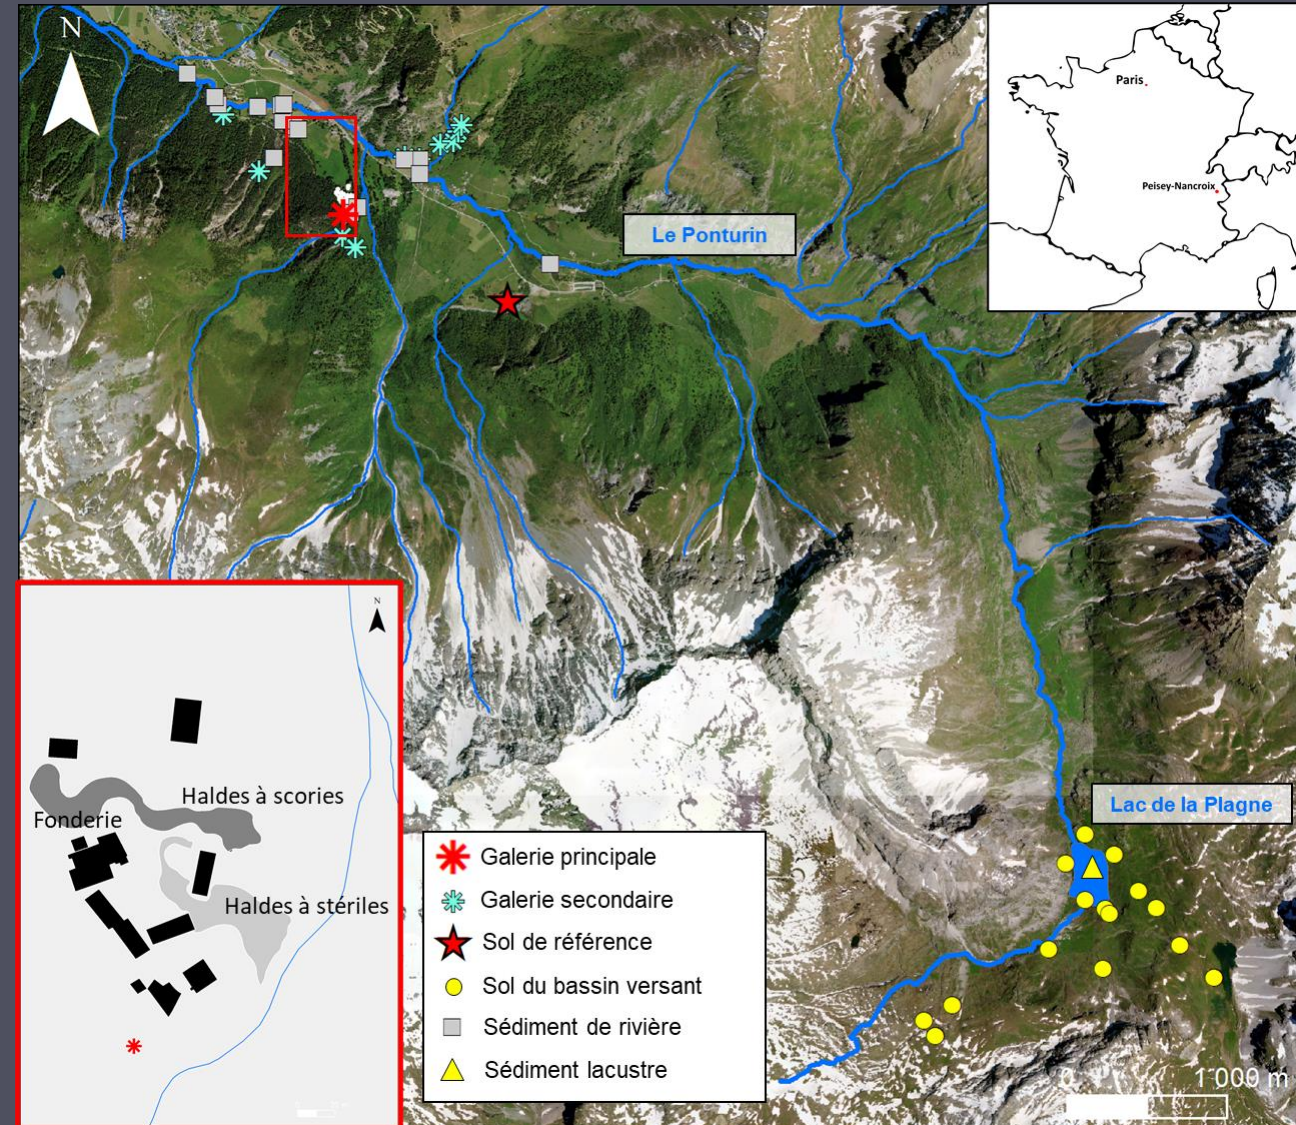 N
Paris
Peisey-Nancroix
Le Ponturin
Lac de la Plagne
N
Haldes à scories
Fonderie
Haldes à stériles
Galerie principale
Galerie secondaire
Sol de référence
Sol du bassin versant
Sédiment de rivière
Sédiment lacustre
0 1 000 m